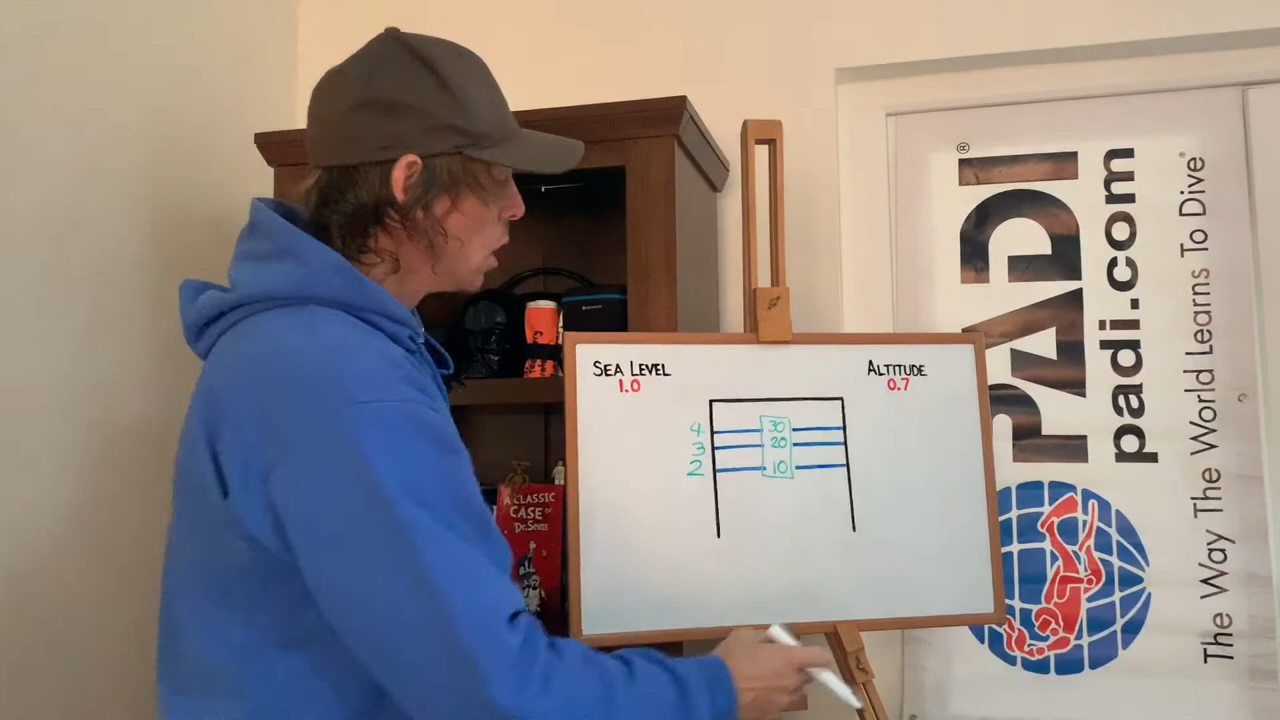 SEA LEVEL
1.0
ALTITUDE
0.7
4 30
3 20
2 10
A CLASSIC
CASE OF
Dr. Seuss
PADI®
padi.com
The Way The World Learns To Dive®